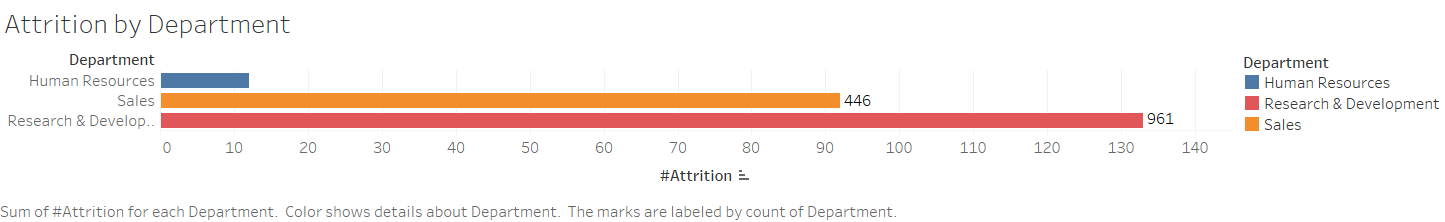 Attrition by Department
Department
Human Resources
Sales 446
Research & Develop.. 961
0 10 20 30 40 50 60 70 80 90 100 110 120 130 140
#Attrition
Department
Human Resources
Research & Development
Sales
Sum of #Attrition for each Department. Color shows details about Department. The marks are labeled by count of Department.